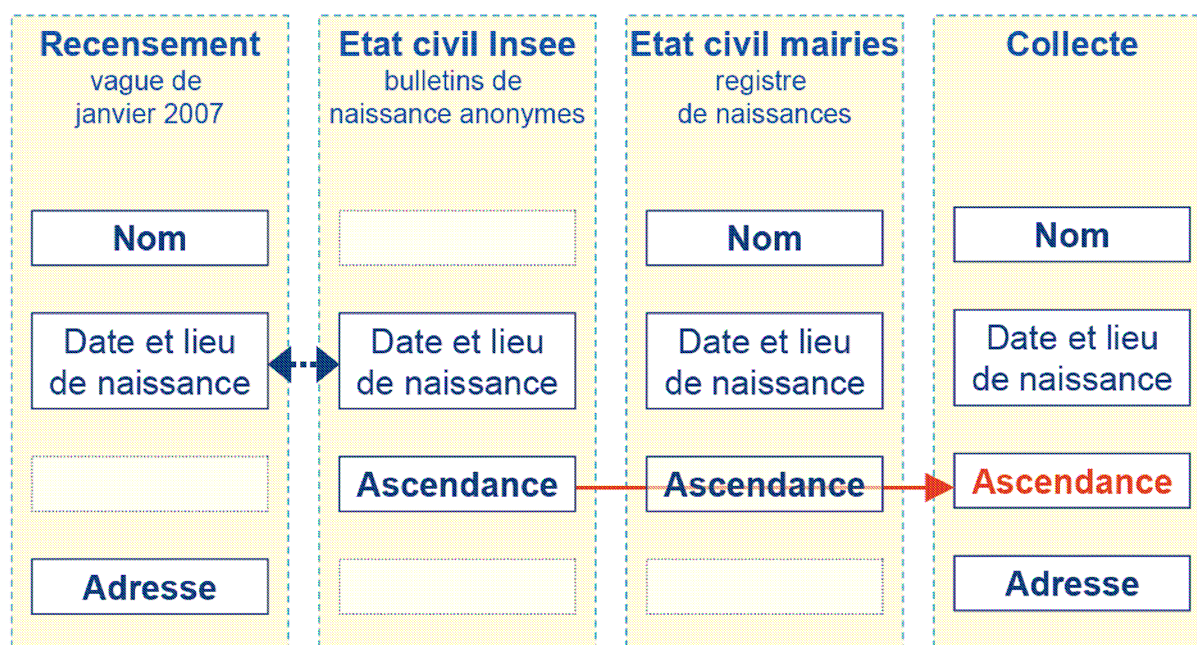 Recensement
vague de
janvier 2007
Etat civil Insee
bulletins de
naissance anonymes
Etat civil mairies
registre
de naissances
Collecte
Nom
Nom
Nom
Date et lieu
de naissance
Date et lieu
de naissance
Date et lieu
de naissance
Date et lieu
de naissance
Ascendance
Ascendance
Ascendance
Adresse
Adresse